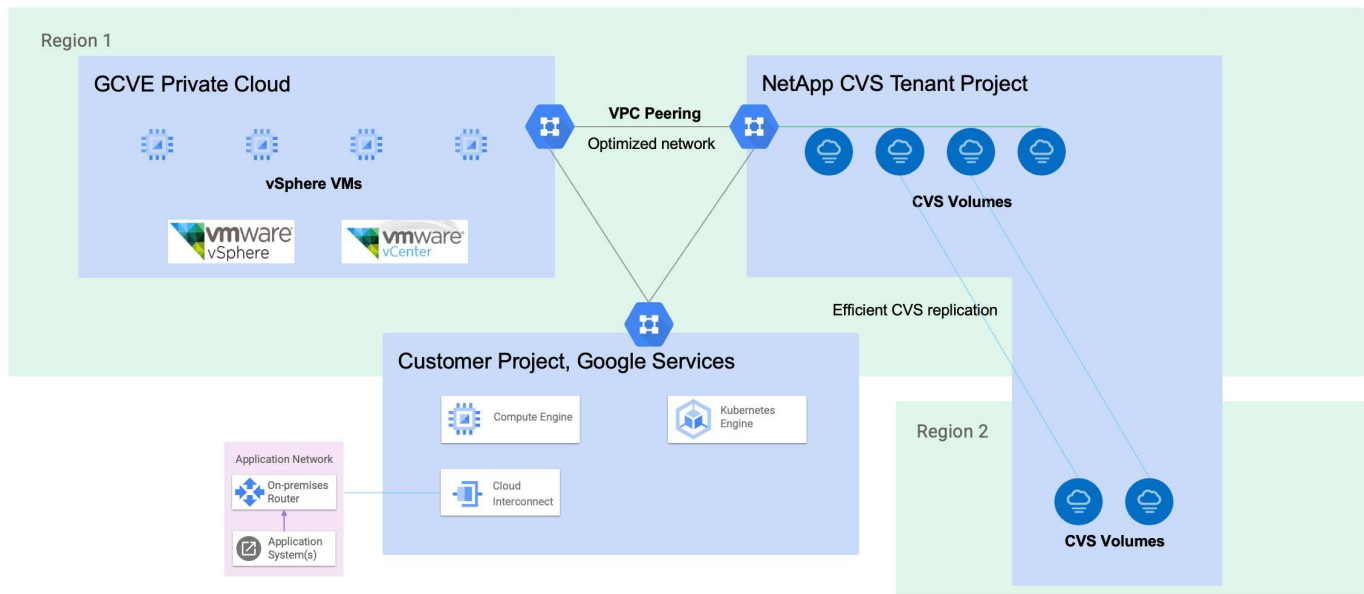 Region 1
GCVE Private Cloud
vSphere VMs
vmware®
vSphere
vmware®
vCenter
VPC Peering
Optimized network
NetApp CVS Tenant Project
CVS Volumes
Efficient CVS replication
Customer Project, Google Services
Compute Engine
Kubernetes
Engine
Cloud
Interconnect
Application Network
On-premises
Router
Application
System(s)
Region 2
CVS Volumes